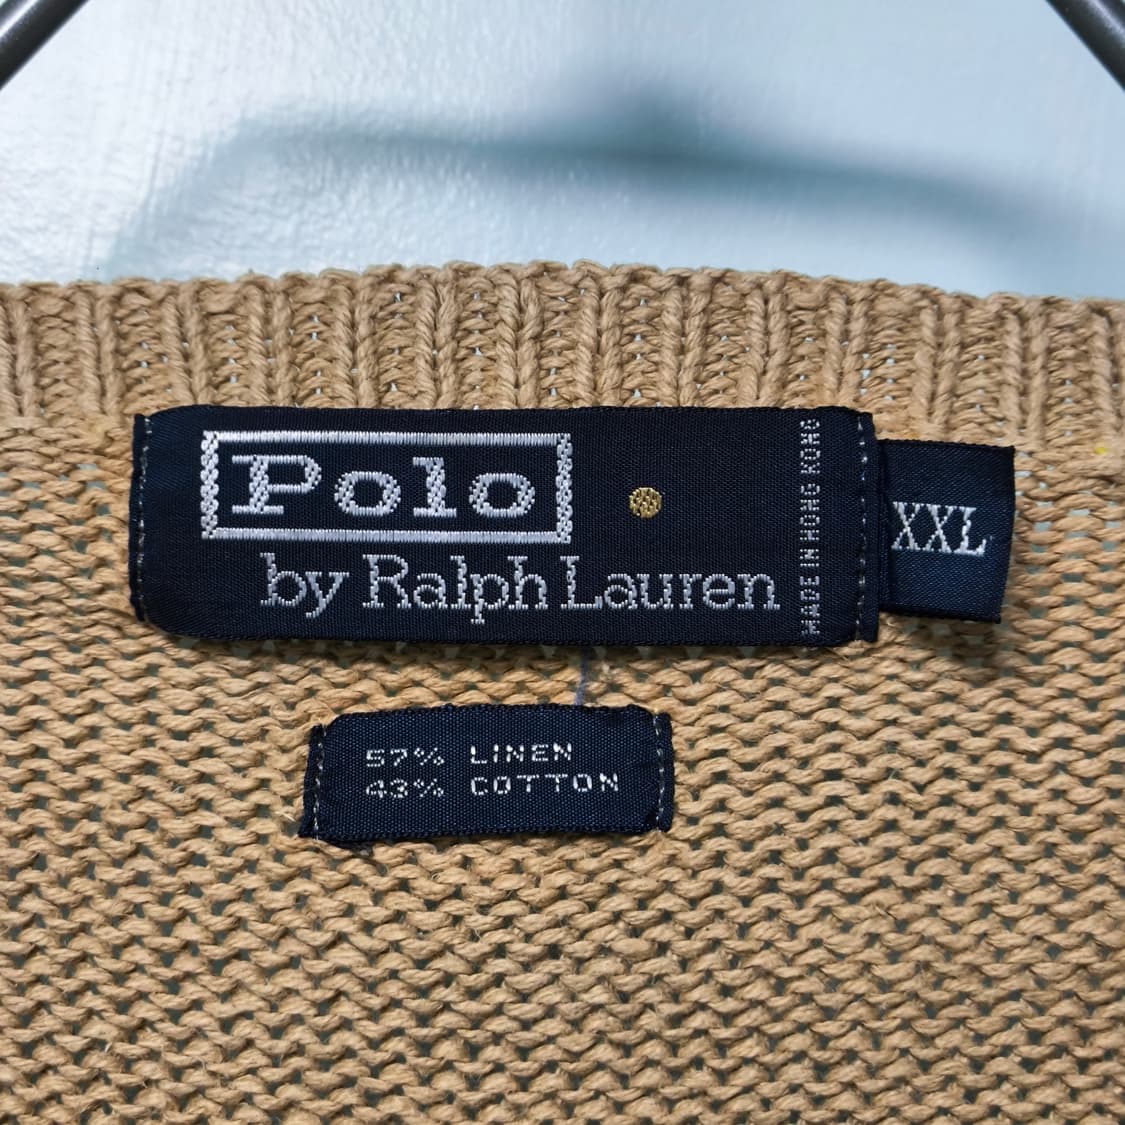 Polo
by Ralph Lauren
MADE IN HONG KONG
XXL
57% LINEN
43% COTTON